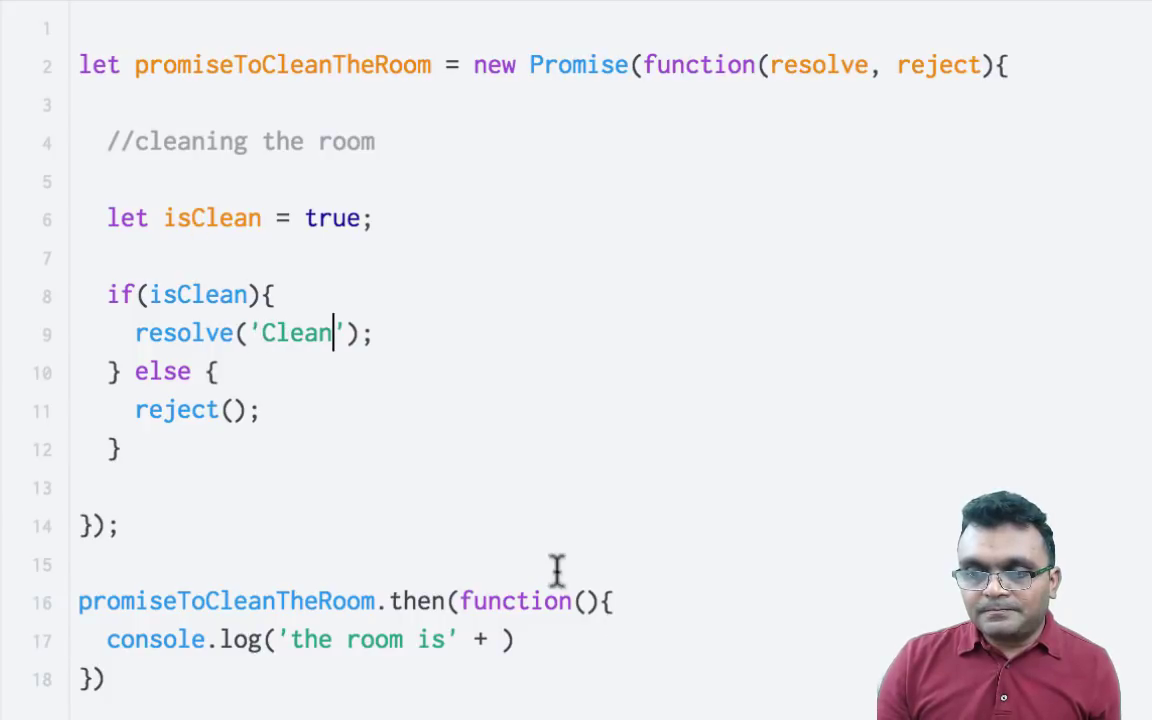 1
2 let promiseToCleanTheRoom = new Promise(function(resolve, reject){
3
4 //cleaning the room
5
6 let isClean = true;
7
8 if(isClean){
9 resolve('Clean');
10 } else {
11 reject();
12 }
13
14 });
15
16 promiseToCleanTheRoom.then(function(){
17 console.log('the room is' + )
18 })